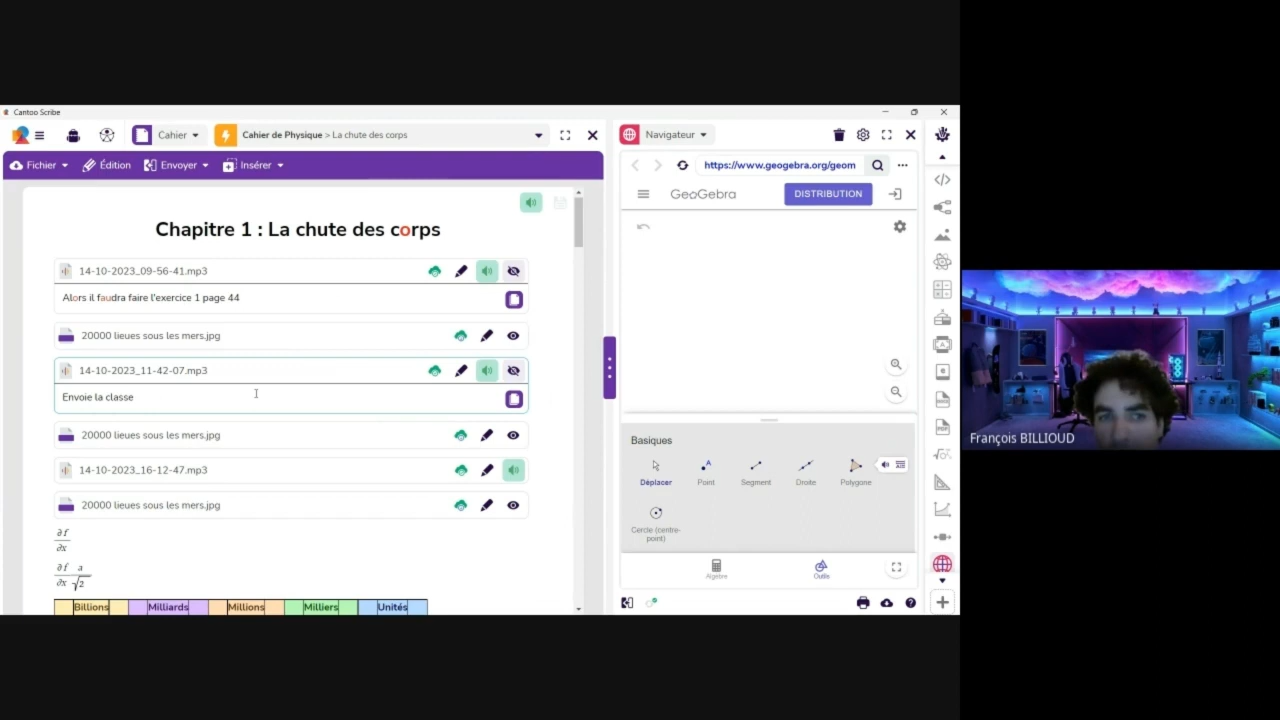 Cantoo Scribe
Cahier
Cahier de Physique > La chute des corps
Fichier
Édition
Envoyer
Insérer
Chapitre 1 : La chute des corps
14-10-2023_09-56-41.mp3
Alors il faudra faire l'exercice 1 page 44
20000 lieues sous les mers.jpg
14-10-2023_11-42-07.mp3
Envoie la classe
20000 lieues sous les mers.jpg
14-10-2023_16-12-47.mp3
20000 lieues sous les mers.jpg
∂f
∂x
∂f a
∂x √2
Billions Milliards Millions Milliers Unités
Navigateur
https://www.geogebra.org/geom
GeoGebra
DISTRIBUTION
Basiques
Déplacer
Point
Segment
Droite
Polygone
Cercle (centre-
point)
Algèbre
Outils
François BILLIOUD